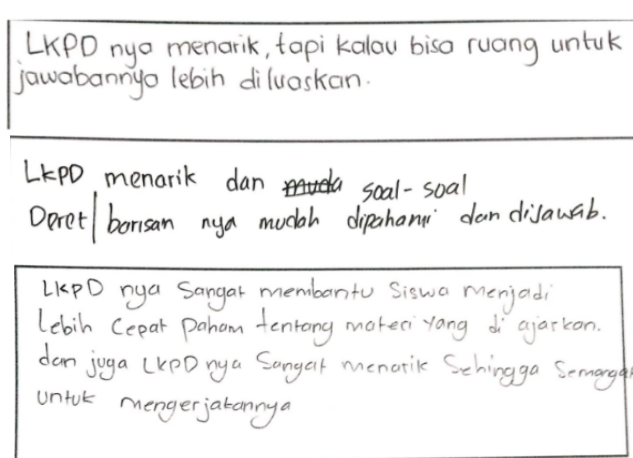 LKPD nya menarik, tapi kalau bisa ruang untuk
jawabannya lebih diluaskan.
LKPD menarik dan muda soal-soal
Deret/barisan nya mudah dipahami dan dijawab.
LKPD nya sangat membantu siswa menjadi
lebih cepat paham tentang materi yang di ajarkan.
dan juga LKPD nya sangat menarik sehingga semangat
untuk mengerjakannya